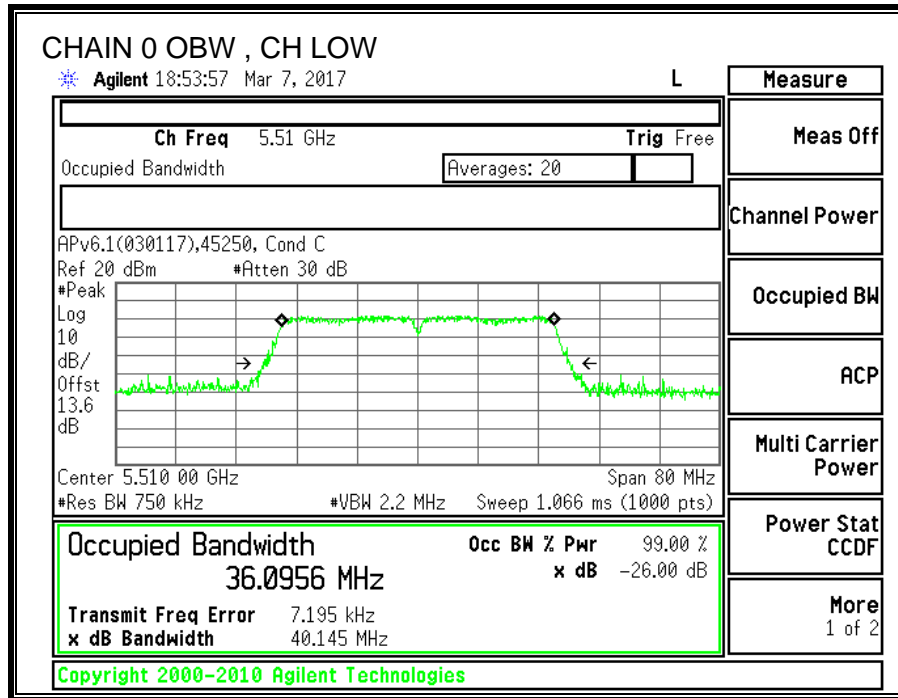 CHAIN 0 OBW , CH LOW
Agilent 18:53:57 Mar 7, 2017 L
Measure
Ch Freq 5.51 GHz Trig Free
Meas Off
Occupied Bandwidth Averages: 20
Channel Power
APv6.1(030117),45250, Cond C
Ref 20 dBm #Atten 30 dB
#Peak
Log
10
dB/
Offst
13.6
dB
Occupied BW
ACP
Center 5.510 00 GHz Span 80 MHz
#Res BW 750 kHz #VBW 2.2 MHz Sweep 1.066 ms (1000 pts)
Multi Carrier
Power
Occupied Bandwidth Occ BW % Pwr 99.00 %
36.0956 MHz x dB -26.00 dB
Transmit Freq Error 7.195 kHz
x dB Bandwidth 40.145 MHz
Power Stat
CCDF
More
1 of 2
Copyright 2000-2010 Agilent Technologies